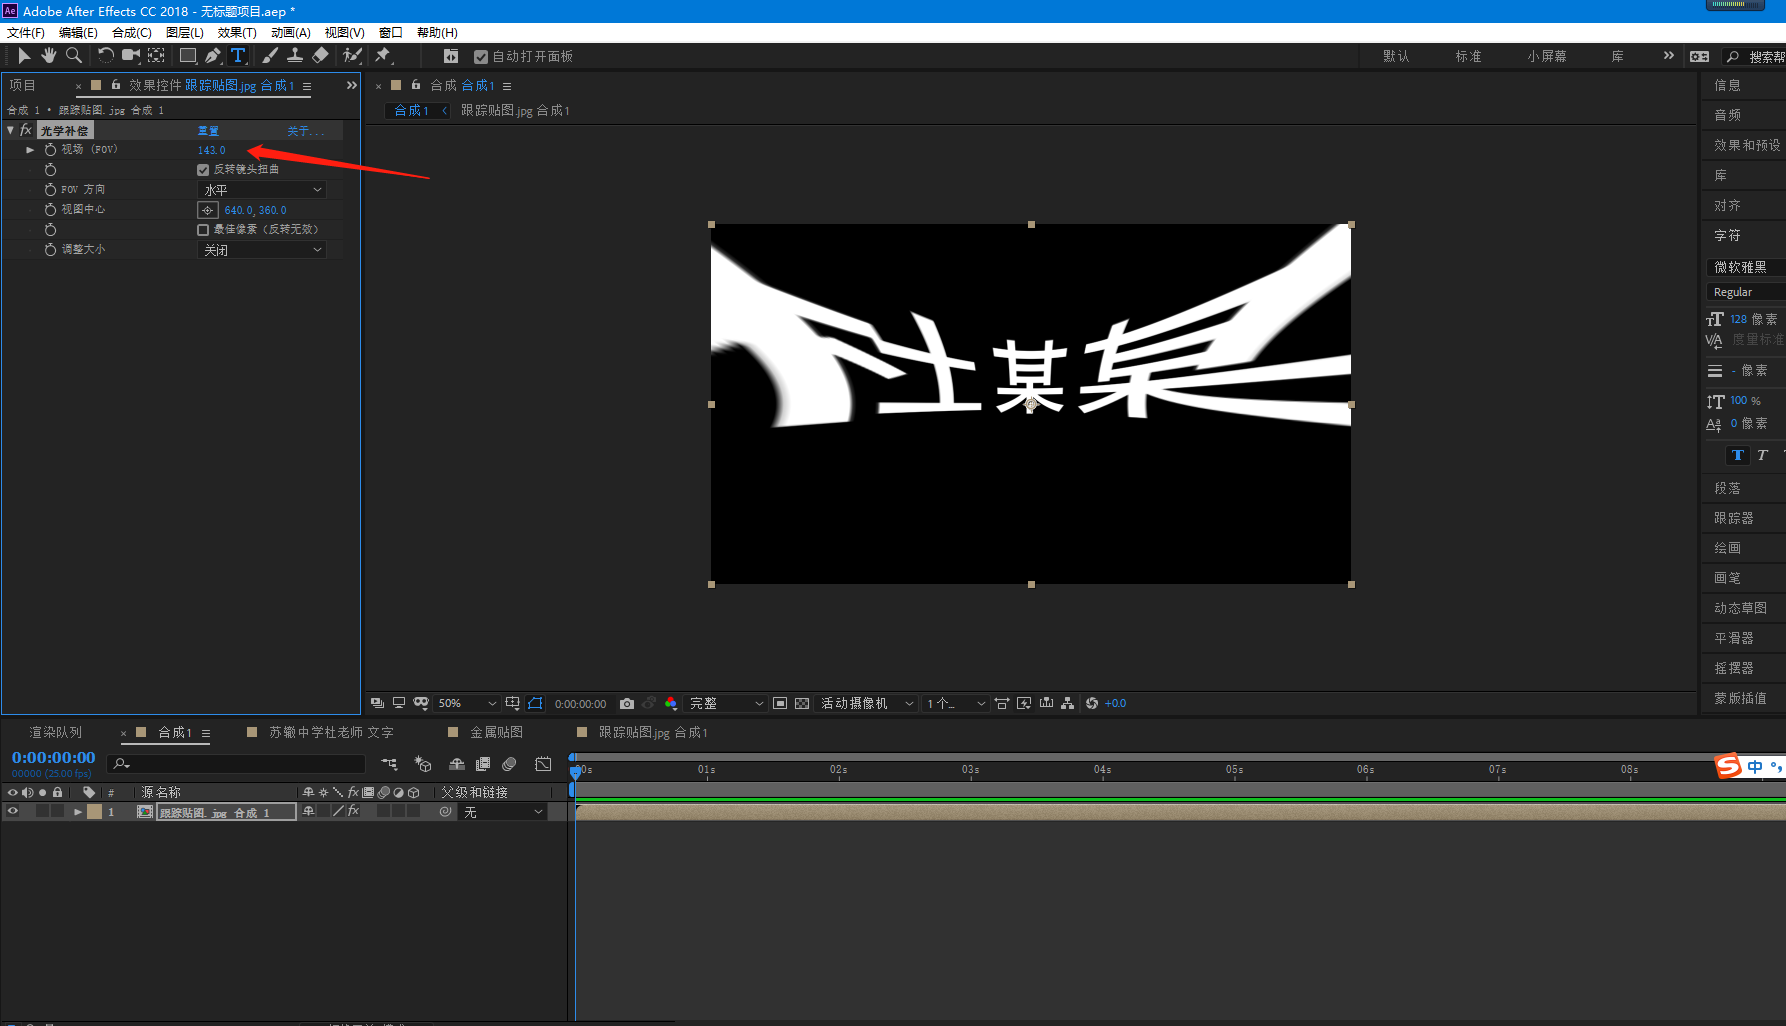 Ae Adobe After Effects CC 2018 - 无标题项目.aep *
文件(F) 编辑(E) 合成(C) 图层(L) 效果(T) 动画(A) 视图(V) 窗口 帮助(H)
自动打开面板 默认 标准 小屏幕 库 搜索帮
项目 效果控件 跟踪贴图.jpg 合成1
合成 1 • 跟踪贴图.jpg 合成 1
fx 光学补偿 重置 关于...
视场 (FOV) 143.0
反转镜头扭曲
FOV 方向 水平
视图中心 640.0,360.0
最佳像素（反转无效）
调整大小 关闭
合成 合成1
合成1 跟踪贴图.jpg 合成1
某某
50% 0:00:00:00 完整 活动摄像机 1个... +0.0
信息
音频
效果和预设
库
对齐
字符
微软雅黑
Regular
128 像素
度量标准
- 像素
100 %
0 像素
T T
段落
跟踪器
绘画
画笔
动态草图
平滑器
摇摆器
蒙版插值
渲染队列 合成1 苏辙中学杜老师 文字 金属贴图 跟踪贴图.jpg 合成1
0:00:00:00
00000 (25.00 fps)
00s 01s 02s 03s 04s 05s 06s 07s 08s
S 中
# 源名称 父级和链接
1 跟踪贴图.jpg 合成 1 无